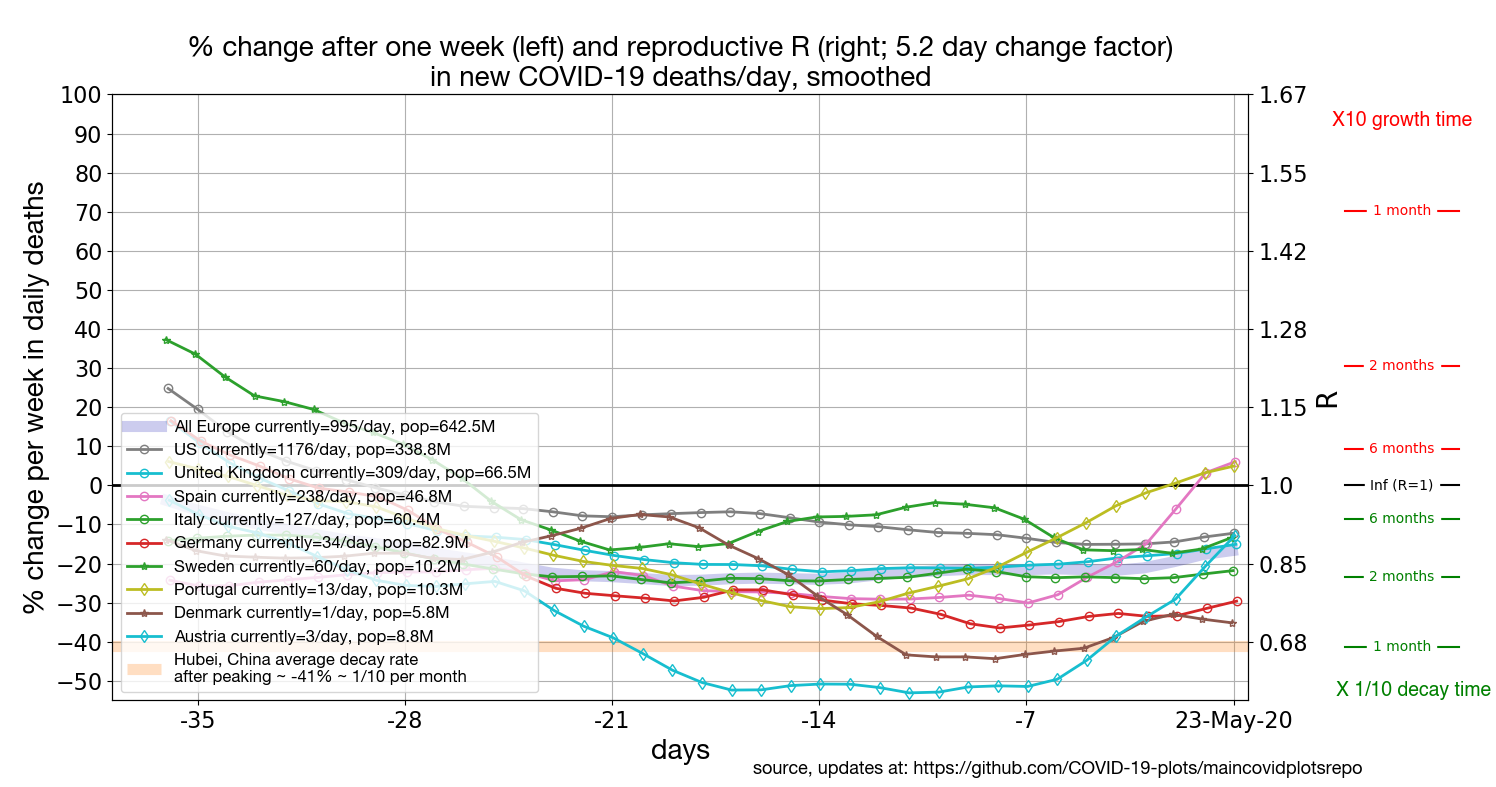 % change after one week (left) and reproductive R (right; 5.2 day change factor)
in new COVID-19 deaths/day, smoothed
% change per week in daily deaths
100
90
80
70
60
50
40
30
20
10
0
−10
−20
−30
−40
−50
All Europe currently=995/day, pop=642.5M
US currently=1176/day, pop=338.8M
United Kingdom currently=309/day, pop=66.5M
Spain currently=238/day, pop=46.8M
Italy currently=127/day, pop=60.4M
Germany currently=34/day, pop=82.9M
Sweden currently=60/day, pop=10.2M
Portugal currently=13/day, pop=10.3M
Denmark currently=1/day, pop=5.8M
Austria currently=3/day, pop=8.8M
Hubei, China average decay rate
after peaking ~ -41% ~ 1/10 per month
-35
-28
-21
-14
-7
23-May-20
days
1.67
1.55
1.42
1.28
1.15
1.0
0.85
0.68
R
X10 growth time
1 month
2 months
6 months
Inf (R=1)
6 months
2 months
1 month
X 1/10 decay time
source, updates at: https://github.com/COVID-19-plots/maincovidplotsrepo